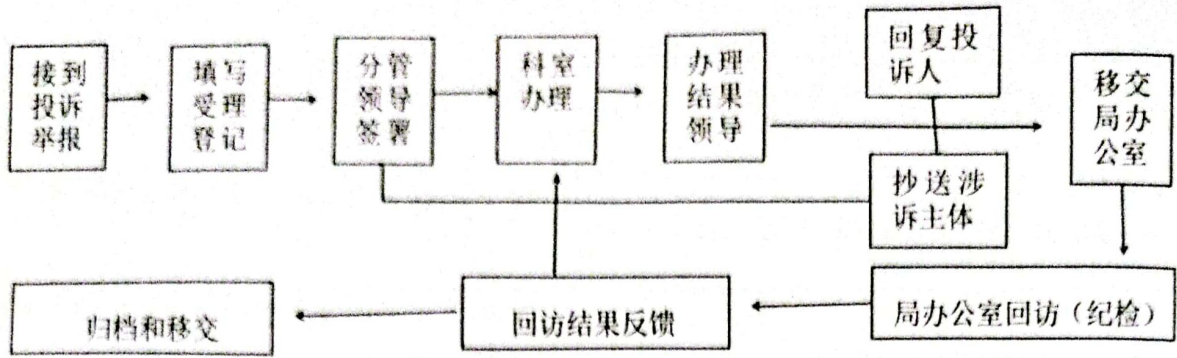 接到
投诉
举报
填写
受理
登记
分管
领导
签署
科室
办理
办理
结果
领导
回复投
诉人
抄送涉
诉主体
移交
局办
公室
局办公室回访（纪检）
回访结果反馈
归档和移交